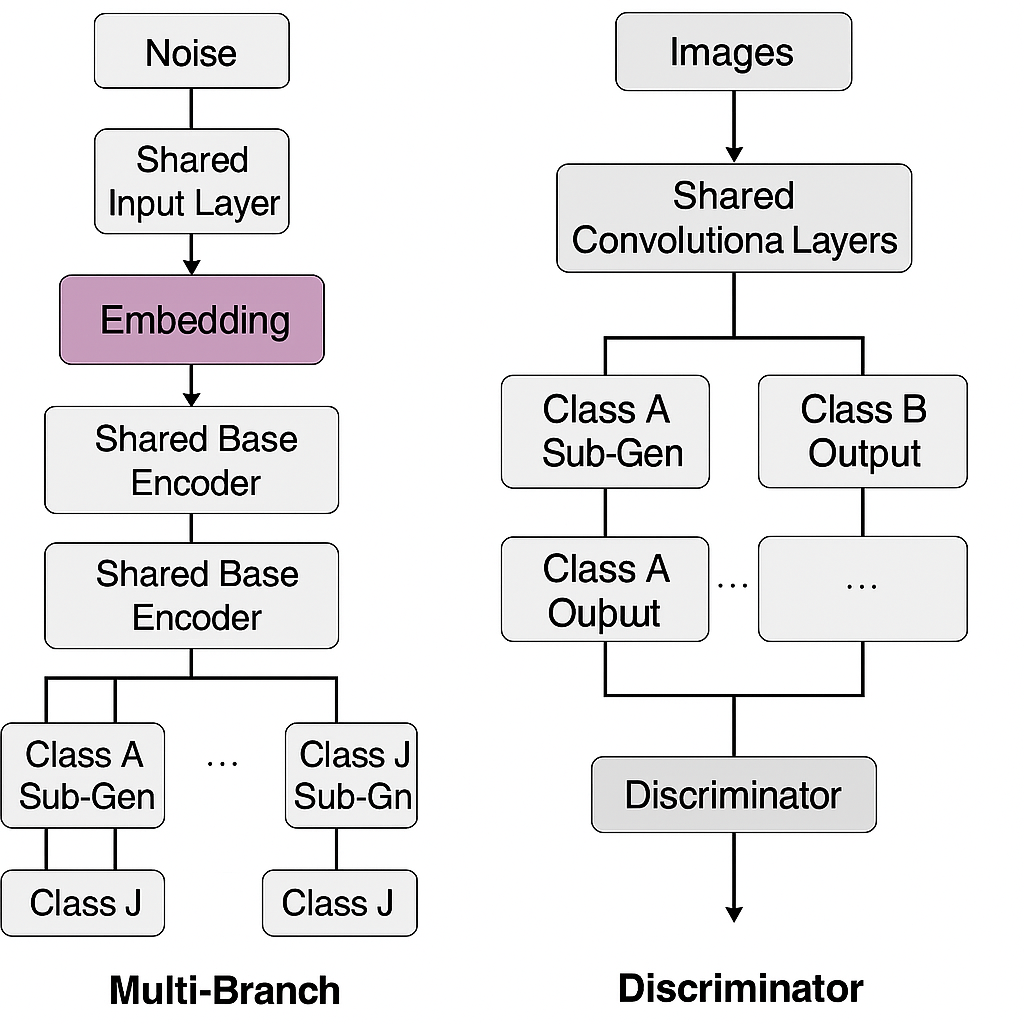 Noise
Shared
Input Layer
Embedding
Shared Base
Encoder
Shared Base
Encoder
Class A
Sub-Gen
...
Class J
Sub-Gn
Class J
Class J
Multi-Branch
Images
Shared
Convolutiona Layers
Class A
Sub-Gen
Class B
Output
Class A
Ouþɯt
...
...
Discriminator
Discriminator